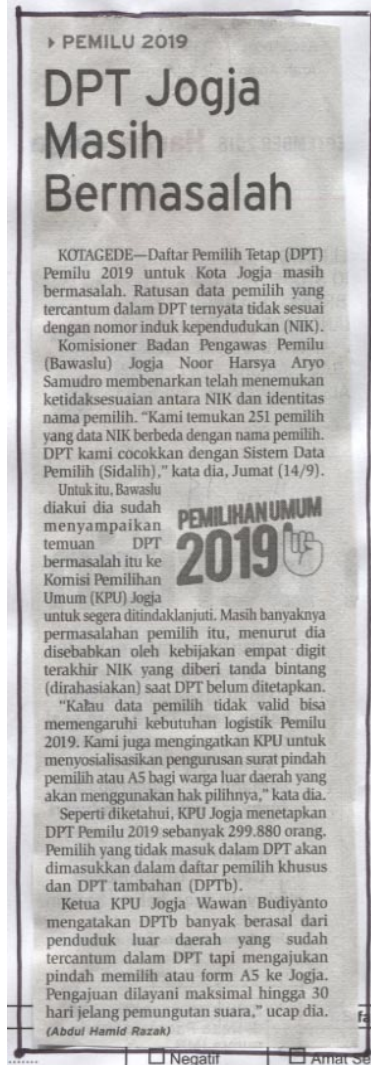 PEMILU 2019
DPT Jogja
Masih
Bermasalah
KOTAGEDE—Daftar Pemilih Tetap (DPT)
Pemilu 2019 untuk Kota Jogja masih
bermasalah. Ratusan data pemilih yang
tercantum dalam DPT ternyata tidak sesuai
dengan nomor induk kependudukan (NIK).
Komisioner Badan Pengawas Pemilu
(Bawaslu) Jogja Noor Harsya Aryo
Samudro membenarkan telah menemukan
ketidaksesuaian antara NIK dan identitas
nama pemilih. “Kami temukan 251 pemilih
yang data NIK berbeda dengan nama pemilih.
DPT kami cocokkan dengan Sistem Data
Pemilih (Sidalih),” kata dia, Jumat (14/9).
Untuk itu, Bawaslu
diakui dia sudah
menyampaikan
temuan DPT
bermasalah itu ke
Komisi Pemilihan
Umum (KPU) Jogja
PEMILIHAN UMUM
2019
untuk segera ditindaklanjuti. Masih banyaknya
permasalahan pemilih itu, menurut dia
disebabkan oleh kebijakan empat digit
terakhir NIK yang diberi tanda bintang
(dirahasiakan) saat DPT belum ditetapkan.
“Kalau data pemilih tidak valid bisa
memengaruhi kebutuhan logistik Pemilu
2019. Kami juga mengingatkan KPU untuk
menyosialisasikan pengurusan surat pindah
pemilih atau A5 bagi warga luar daerah yang
akan menggunakan hak pilihnya,” kata dia.
Seperti diketahui, KPU Jogja menetapkan
DPT Pemilu 2019 sebanyak 299.880 orang.
Pemilih yang tidak masuk dalam DPT akan
dimasukkan dalam daftar pemilih khusus
dan DPT tambahan (DPTb).
Ketua KPU Jogja Wawan Budiyanto
mengatakan DPTb banyak berasal dari
penduduk luar daerah yang sudah
tercantum dalam DPT tapi mengajukan
pindah memilih atau form A5 ke Jogja.
Pengajuan dilayani maksimal hingga 30
hari jelang pemungutan suara,” ucap dia.
(Abdul Hamid Razak)
Negatif
Amat